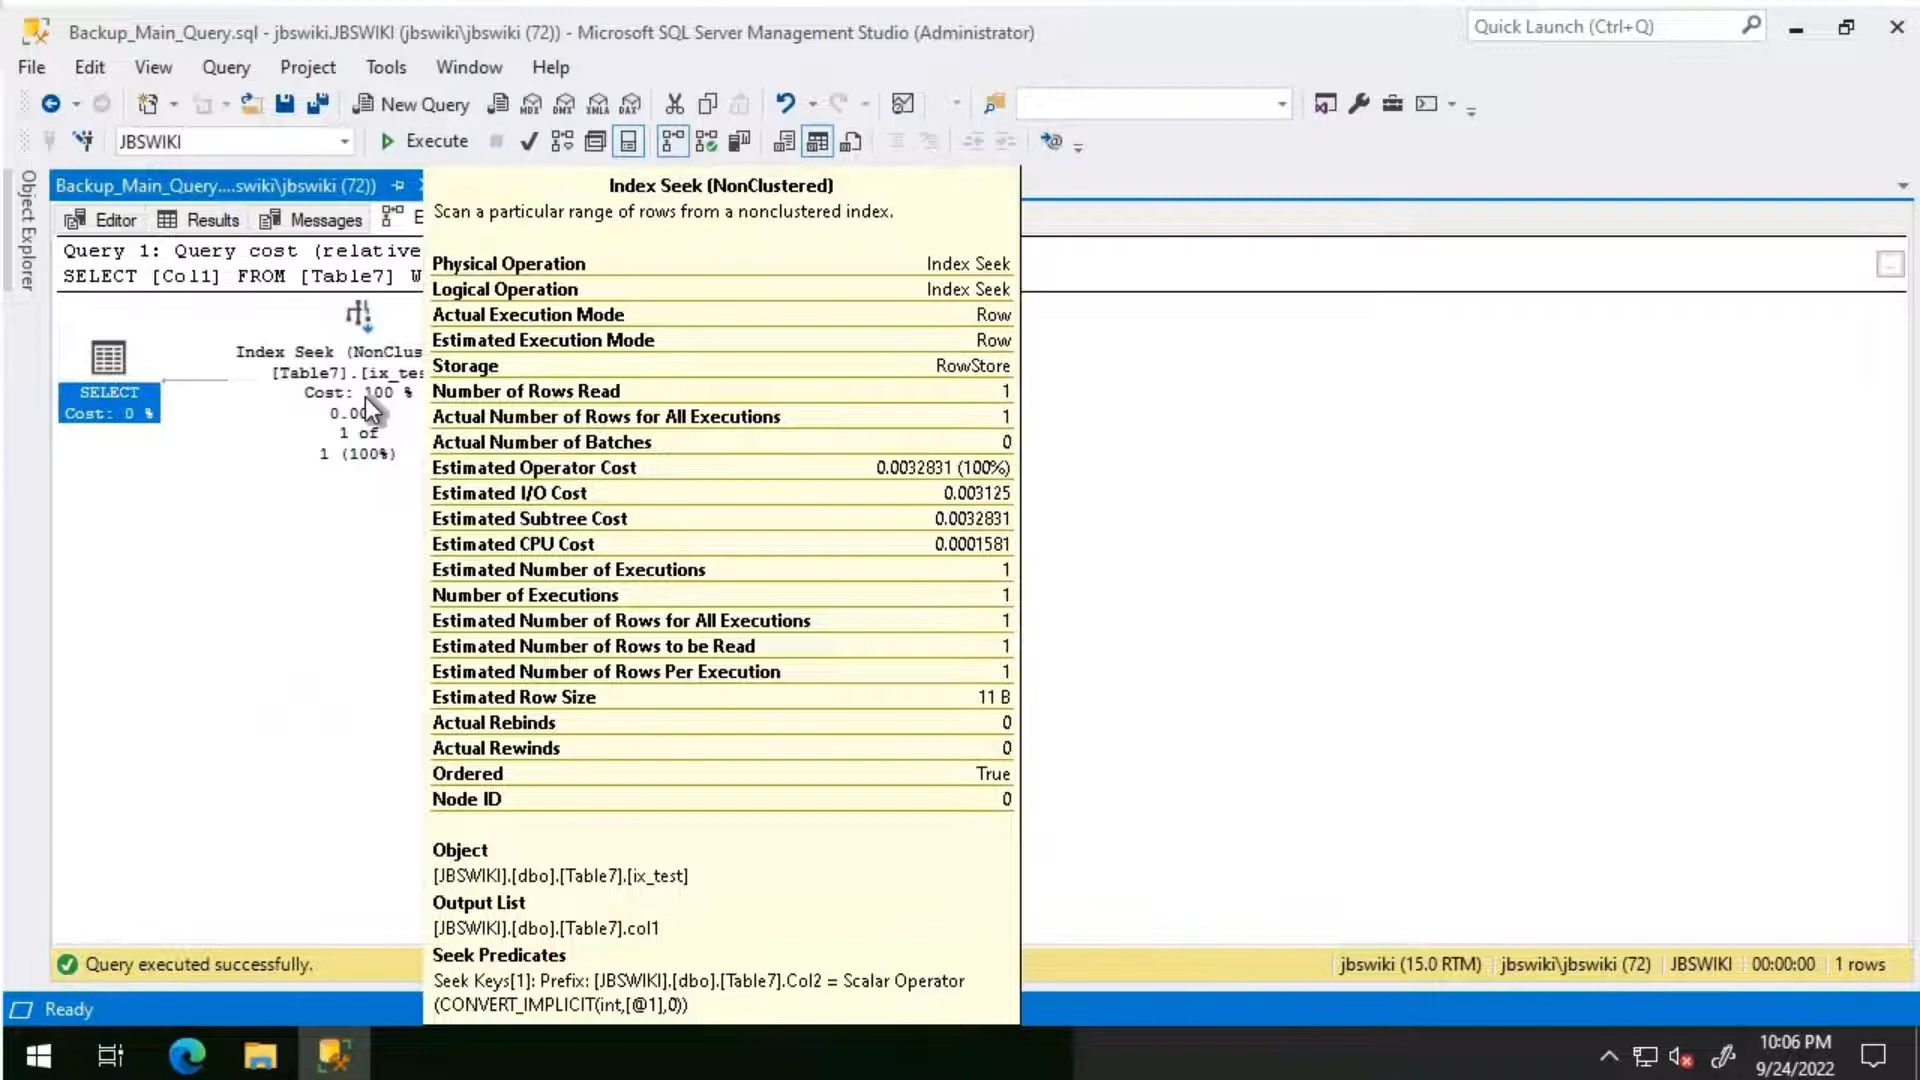 Backup_Main_Query.sql - jbswiki.JBSWIKI (jbswiki\jbswiki (72)) - Microsoft SQL Server Management Studio (Administrator)
Quick Launch (Ctrl+Q)
File Edit View Query Project Tools Window Help
New Query MDX DMX XMLA DAX
JBSWIKI Execute
Object Explorer
Backup_Main_Query....swiki\jbswiki (72))
Editor Results Messages E
Query 1: Query cost (relative
SELECT [Col1] FROM [Table7] W
Index Seek (NonClus
[Table7].[ix_tes
Cost: 100 %
0.00
1 of
1 (100%)
SELECT
Cost: 0 %
Index Seek (NonClustered)
Scan a particular range of rows from a nonclustered index.
Physical Operation Index Seek
Logical Operation Index Seek
Actual Execution Mode Row
Estimated Execution Mode Row
Storage RowStore
Number of Rows Read 1
Actual Number of Rows for All Executions 1
Actual Number of Batches 0
Estimated Operator Cost 0.0032831 (100%)
Estimated I/O Cost 0.003125
Estimated Subtree Cost 0.0032831
Estimated CPU Cost 0.0001581
Estimated Number of Executions 1
Number of Executions 1
Estimated Number of Rows for All Executions 1
Estimated Number of Rows to be Read 1
Estimated Number of Rows Per Execution 1
Estimated Row Size 11 B
Actual Rebinds 0
Actual Rewinds 0
Ordered True
Node ID 0
Object
[JBSWIKI].[dbo].[Table7].[ix_test]
Output List
[JBSWIKI].[dbo].[Table7].col1
Seek Predicates
Seek Keys[1]: Prefix: [JBSWIKI].[dbo].[Table7].Col2 = Scalar Operator
(CONVERT_IMPLICIT(int,[@1],0))
Query executed successfully. jbswiki (15.0 RTM) jbswiki\jbswiki (72) JBSWIKI 00:00:00 1 rows
Ready
10:06 PM
9/24/2022